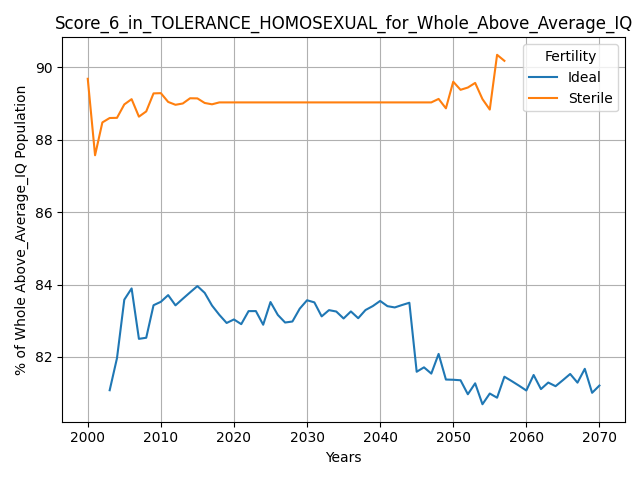 Score_6_in_TOLERANCE_HOMOSEXUAL_for_Whole_Above_Average_IQ
% of Whole Above_Average_IQ Population
90
88
86
84
82
Fertility
Ideal
Sterile
2000 2010 2020 2030 2040 2050 2060 2070
Years